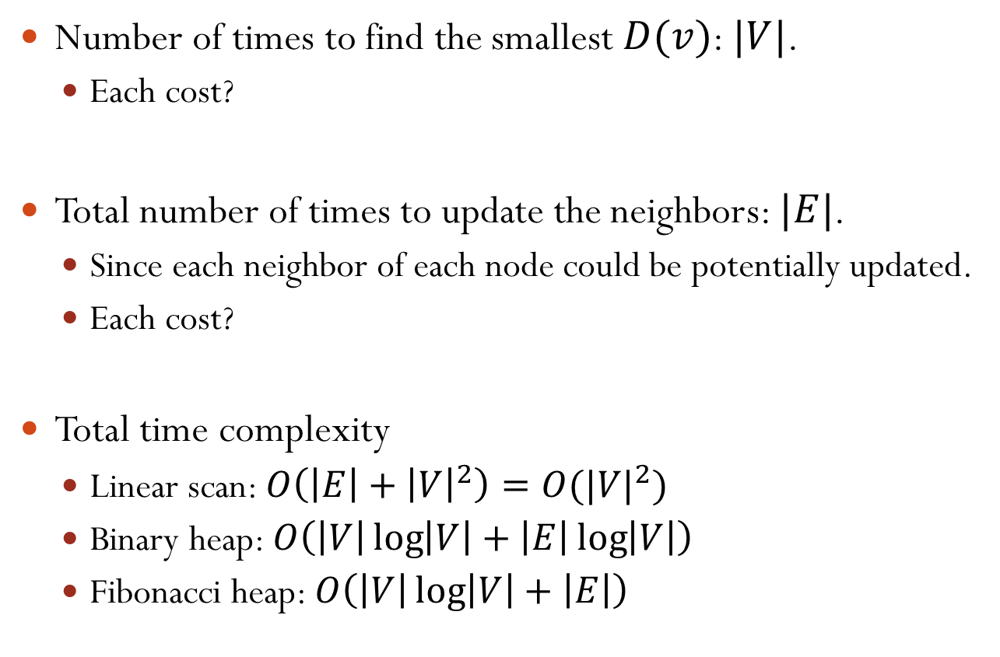 • Number of times to find the smallest D(v): |V|.
• Each cost?
• Total number of times to update the neighbors: |E|.
• Since each neighbor of each node could be potentially updated.
• Each cost?
• Total time complexity
• Linear scan: O(|E| + |V|²) = O(|V|²)
• Binary heap: O(|V| log|V| + |E| log|V|)
• Fibonacci heap: O(|V| log|V| + |E|)